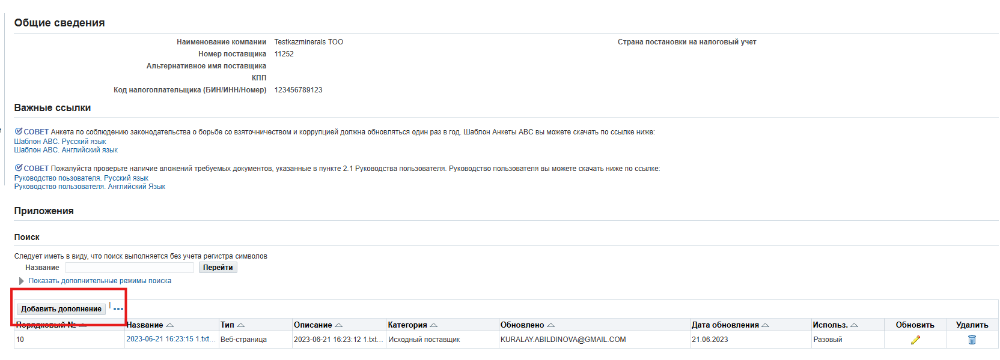 Общие сведения
Наименование компании Testkazminerals ТОО Страна постановки на налоговый учет
Номер поставщика 11252
Альтернативное имя поставщика
КПП
Код налогоплательщика (БИН/ИНН/Номер) 123456789123
Важные ссылки
и
СОВЕТ Анкета по соблюдению законодательства о борьбе со взяточничеством и коррупцией должна обновляться один раз в год. Шаблон Анкеты ABC вы можете скачать по ссылке ниже:
Шаблон ABC. Русский язык
Шаблон ABC. Английский язык
СОВЕТ Пожалуйста проверьте наличие вложений требуемых документов, указанные в пункте 2.1 Руководства пользователя. Руководство пользователя вы можете скачать ниже по ссылке:
Руководство поьзователя. Русский язык
Руководство пользователя. Английский Язык
Приложения
Поиск
Следует иметь в виду, что поиск выполняется без учета регистра символов
Название Перейти
Показать дополнительные режимы поиска
Добавить дополнение
Порядковый № Название Тип Описание Категория Обновлено Дата обновления Использ. Обновить Удалить
10 2023-06-21 16:23:15 1.txt... Веб-страница 2023-06-21 16:23:12 1.txt... Исходный поставщик KURALAY.ABILDINOVA@GMAIL.COM 21.06.2023 Разовый